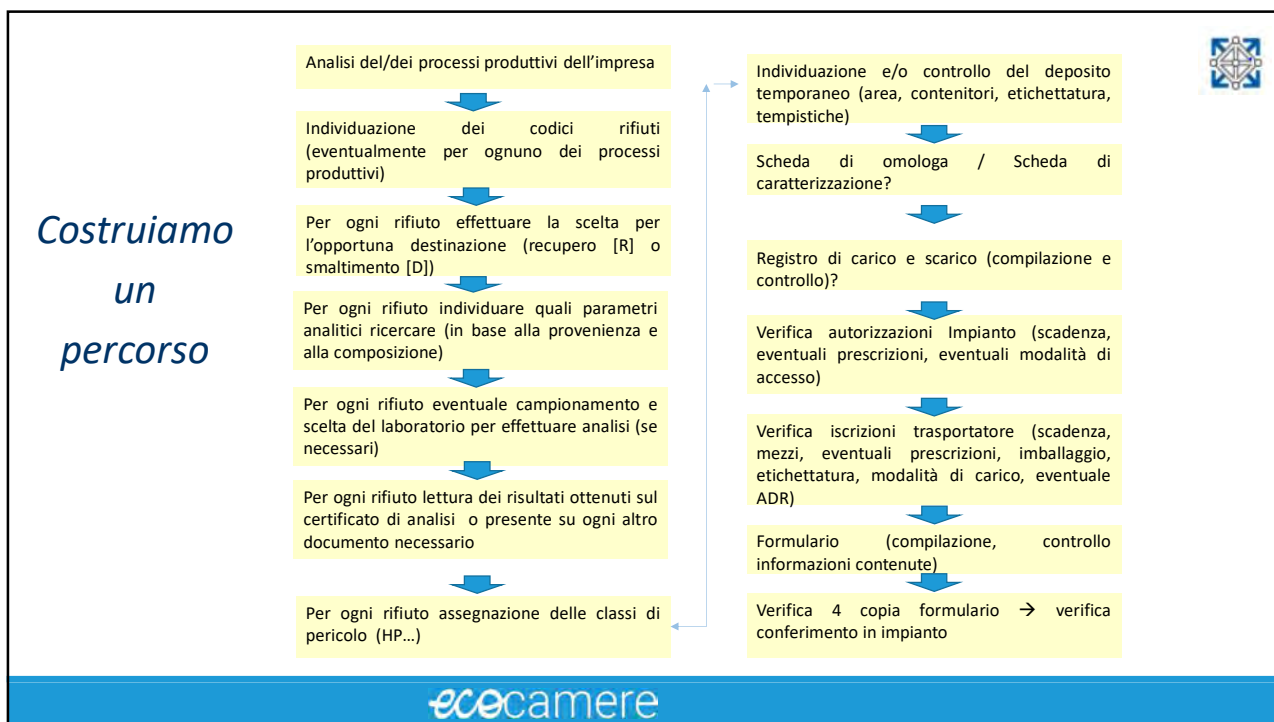 Costruiamo
un
percorso
Analisi del/dei processi produttivi dell'impresa
Individuazione dei codici rifiuti
(eventualmente per ognuno dei processi
produttivi)
Per ogni rifiuto effettuare la scelta per
l'opportuna destinazione (recupero [R] o
smaltimento [D])
Per ogni rifiuto individuare quali parametri
analitici ricercare (in base alla provenienza e
alla composizione)
Per ogni rifiuto eventuale campionamento e
scelta del laboratorio per effettuare analisi (se
necessari)
Per ogni rifiuto lettura dei risultati ottenuti sul
certificato di analisi o presente su ogni altro
documento necessario
Per ogni rifiuto assegnazione delle classi di
pericolo (HP...)
Individuazione e/o controllo del deposito
temporaneo (area, contenitori, etichettatura,
tempistiche)
Scheda di omologa / Scheda di
caratterizzazione?
Registro di carico e scarico (compilazione e
controllo)?
Verifica autorizzazioni Impianto (scadenza,
eventuali prescrizioni, eventuali modalità di
accesso)
Verifica iscrizioni trasportatore (scadenza,
mezzi, eventuali prescrizioni, imballaggio,
etichettatura, modalità di carico, eventuale
ADR)
Formulario (compilazione, controllo
informazioni contenute)
Verifica 4 copia formulario → verifica
conferimento in impianto
ecocamere